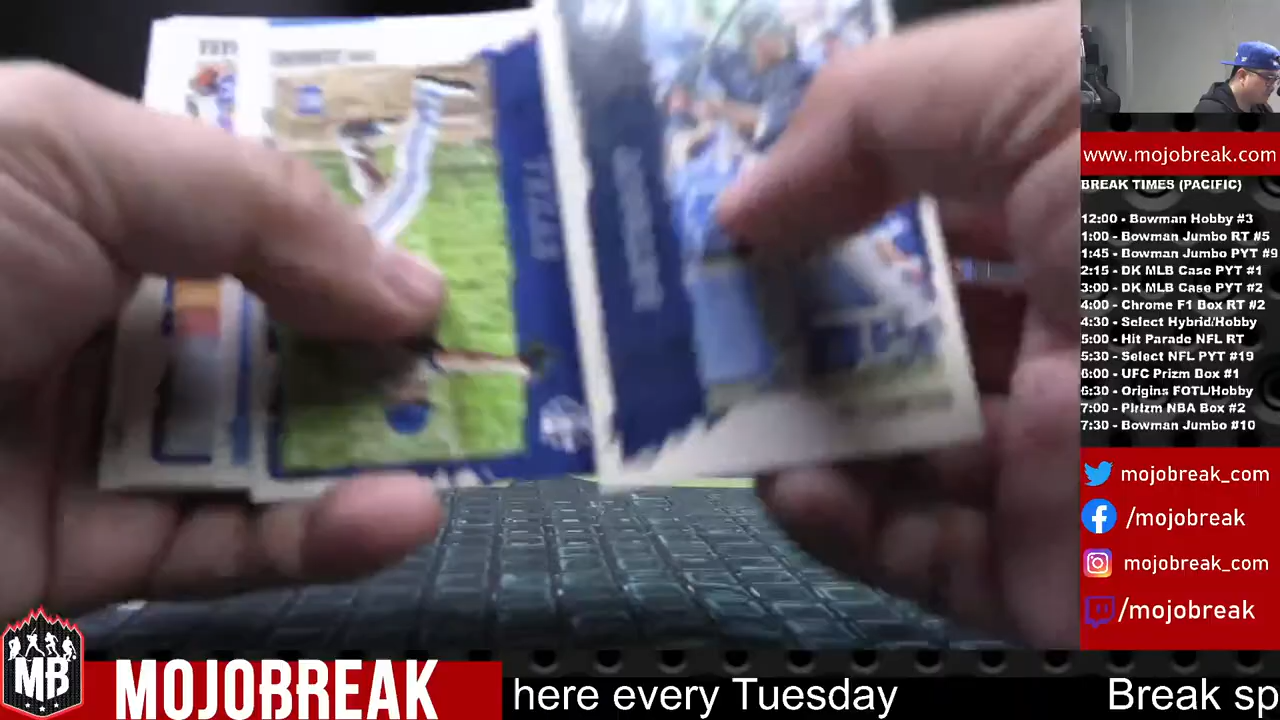 www.mojobreak.com
BREAK TIMES (PACIFIC)
12:00 - Bowman Hobby #3
1:00 - Bowman Jumbo RT #5
1:45 - Bowman Jumbo PYT #9
2:15 - DK MLB Case PYT #1
3:00 - DK MLB Case PYT #2
4:00 - Chrome F1 Box RT #2
4:30 - Select Hybrid/Hobby
5:00 - Hit Parade NFL RT
5:30 - Select NFL PYT #19
6:00 - UFC Prizm Box #1
6:30 - Origins FOTL/Hobby
7:00 - PIrizm NBA Box #2
7:30 - Bowman Jumbo #10
mojobreak_com
/mojobreak
mojobreak_com
/mojobreak
MB
MOJOBREAK
here every Tuesday
Break sp